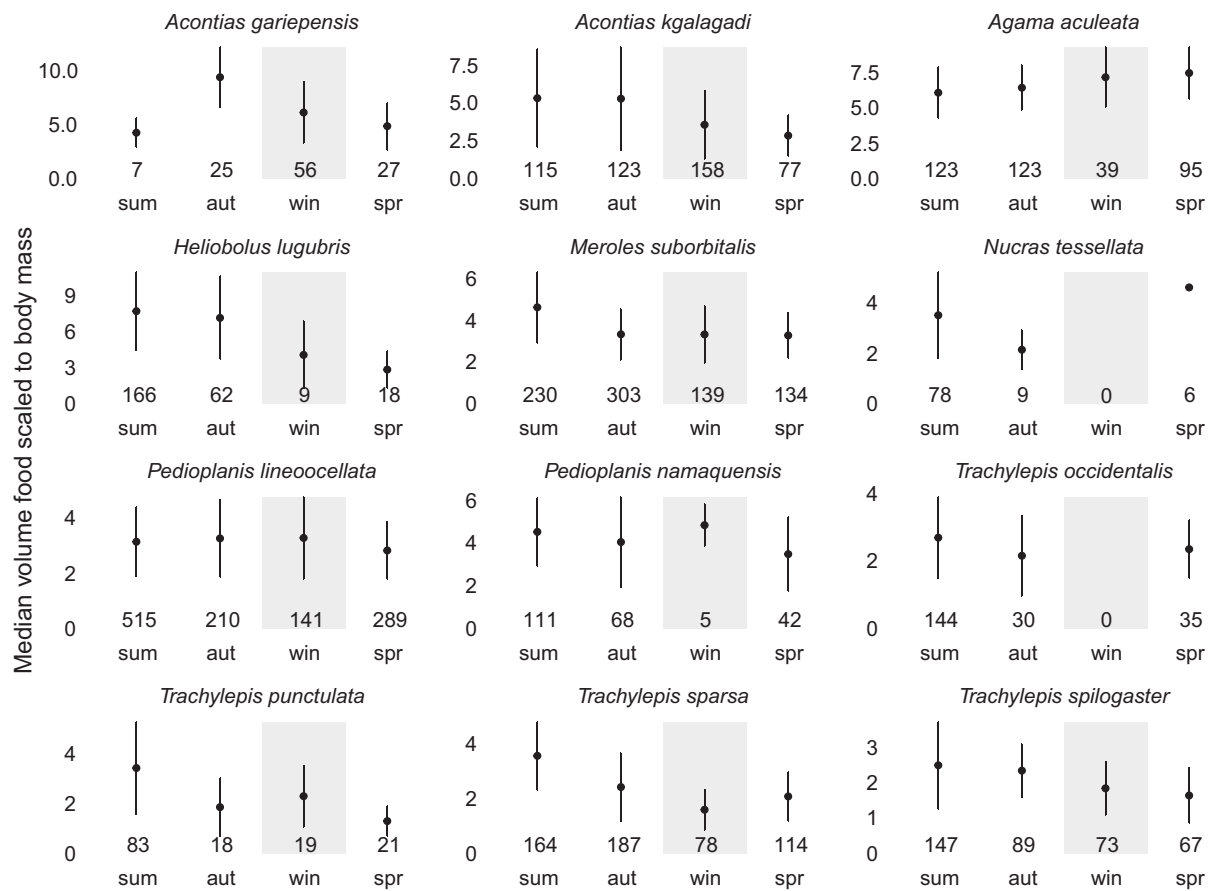 Median volume food scaled to body mass
Acontias gariepensis
10.0
5.0
0.0
7 25 56 27
sum aut win spr
Acontias kgalagadi
7.5
5.0
2.5
0.0
115 123 158 77
sum aut win spr
Agama aculeata
7.5
5.0
2.5
0.0
123 123 39 95
sum aut win spr
Heliobolus lugubris
9
6
3
0
166 62 9 18
sum aut win spr
Meroles suborbitalis
6
4
2
0
230 303 139 134
sum aut win spr
Nucras tessellata
4
2
0
78 9 0 6
sum aut win spr
Pedioplanis lineoocellata
4
2
0
515 210 141 289
sum aut win spr
Pedioplanis namaquensis
6
4
2
0
111 68 5 42
sum aut win spr
Trachylepis occidentalis
4
2
0
144 30 0 35
sum aut win spr
Trachylepis punctulata
4
2
0
83 18 19 21
sum aut win spr
Trachylepis sparsa
4
2
0
164 187 78 114
sum aut win spr
Trachylepis spilogaster
3
2
1
0
147 89 73 67
sum aut win spr